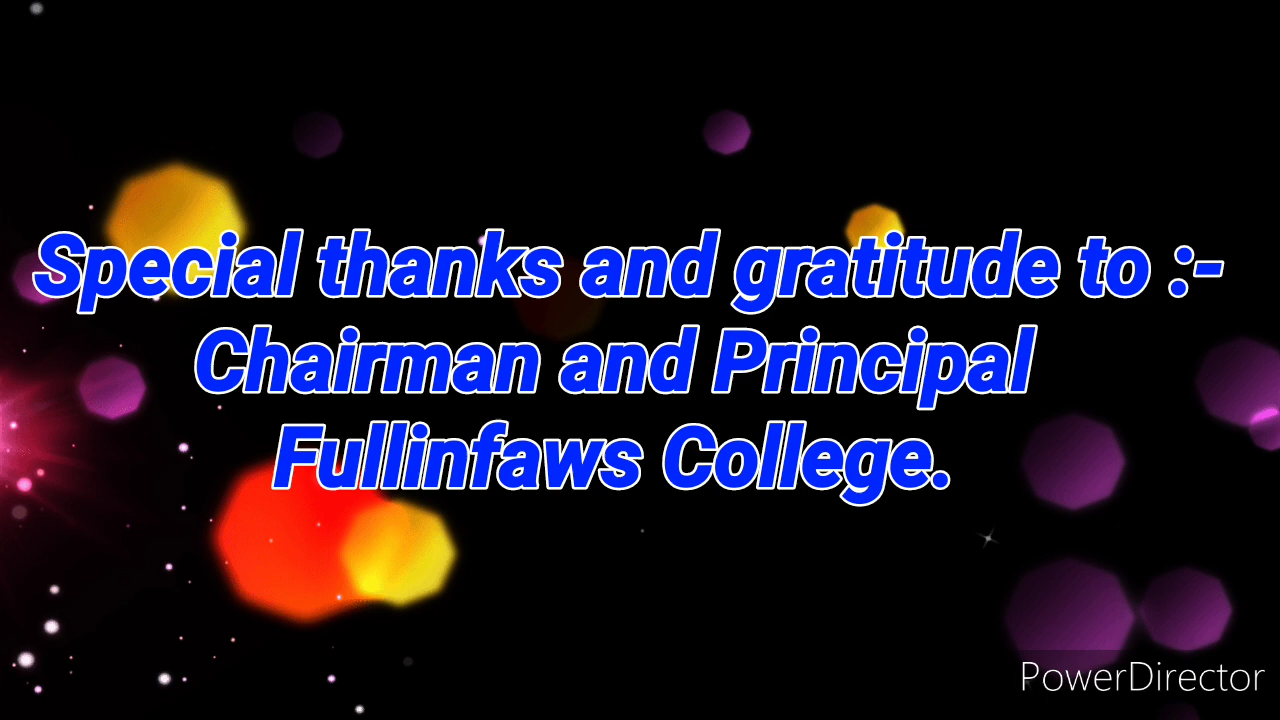 Special thanks and gratitude to :-
Chairman and Principal
Fullinfaws College.
PowerDirector